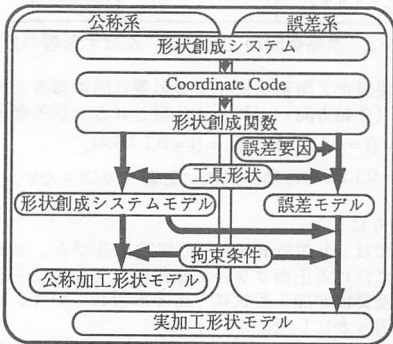 公称系 誤差系
形状創成システム
Coordinate Code
形状創成関数
誤差要因
工具形状
形状創成システムモデル 誤差モデル
拘束条件
公称加工形状モデル
実加工形状モデル